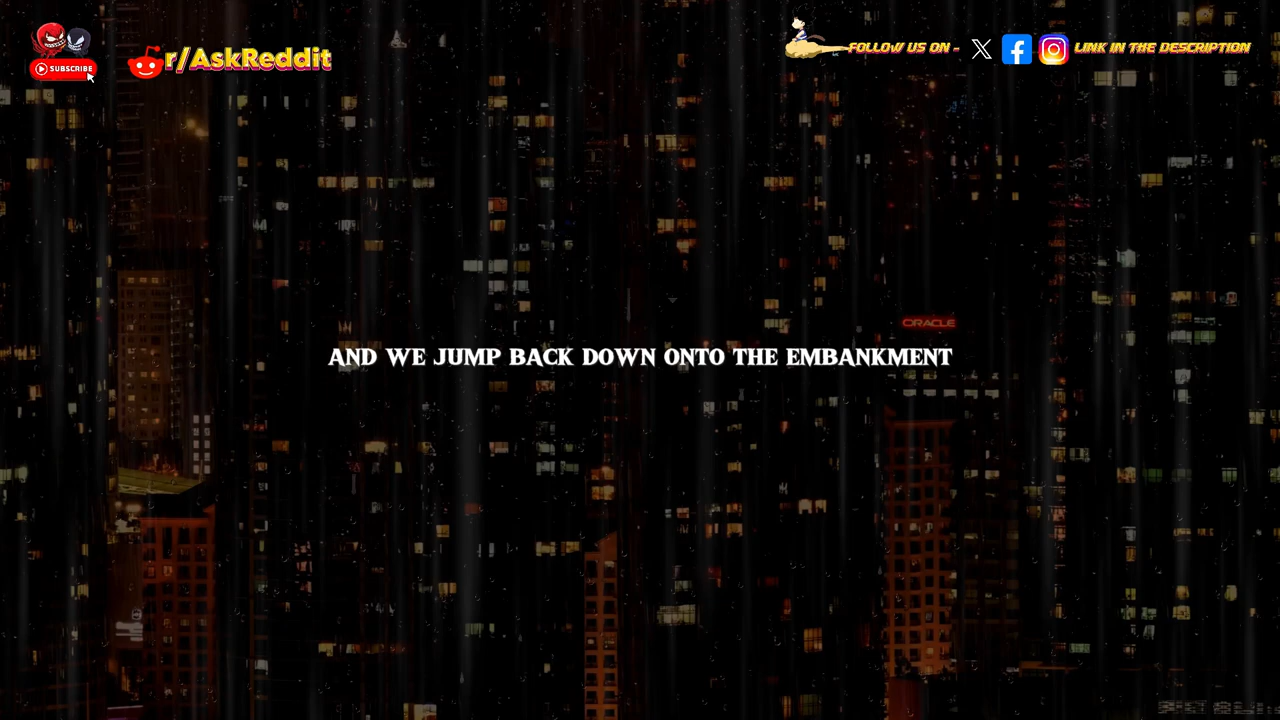 SUBSCRIBE
r/AskReddit
FOLLOW US ON -
LINK IN THE DESCRIPTION
ORACLE
AND WE JUMP BACK DOWN ONTO THE EMBANKMENT